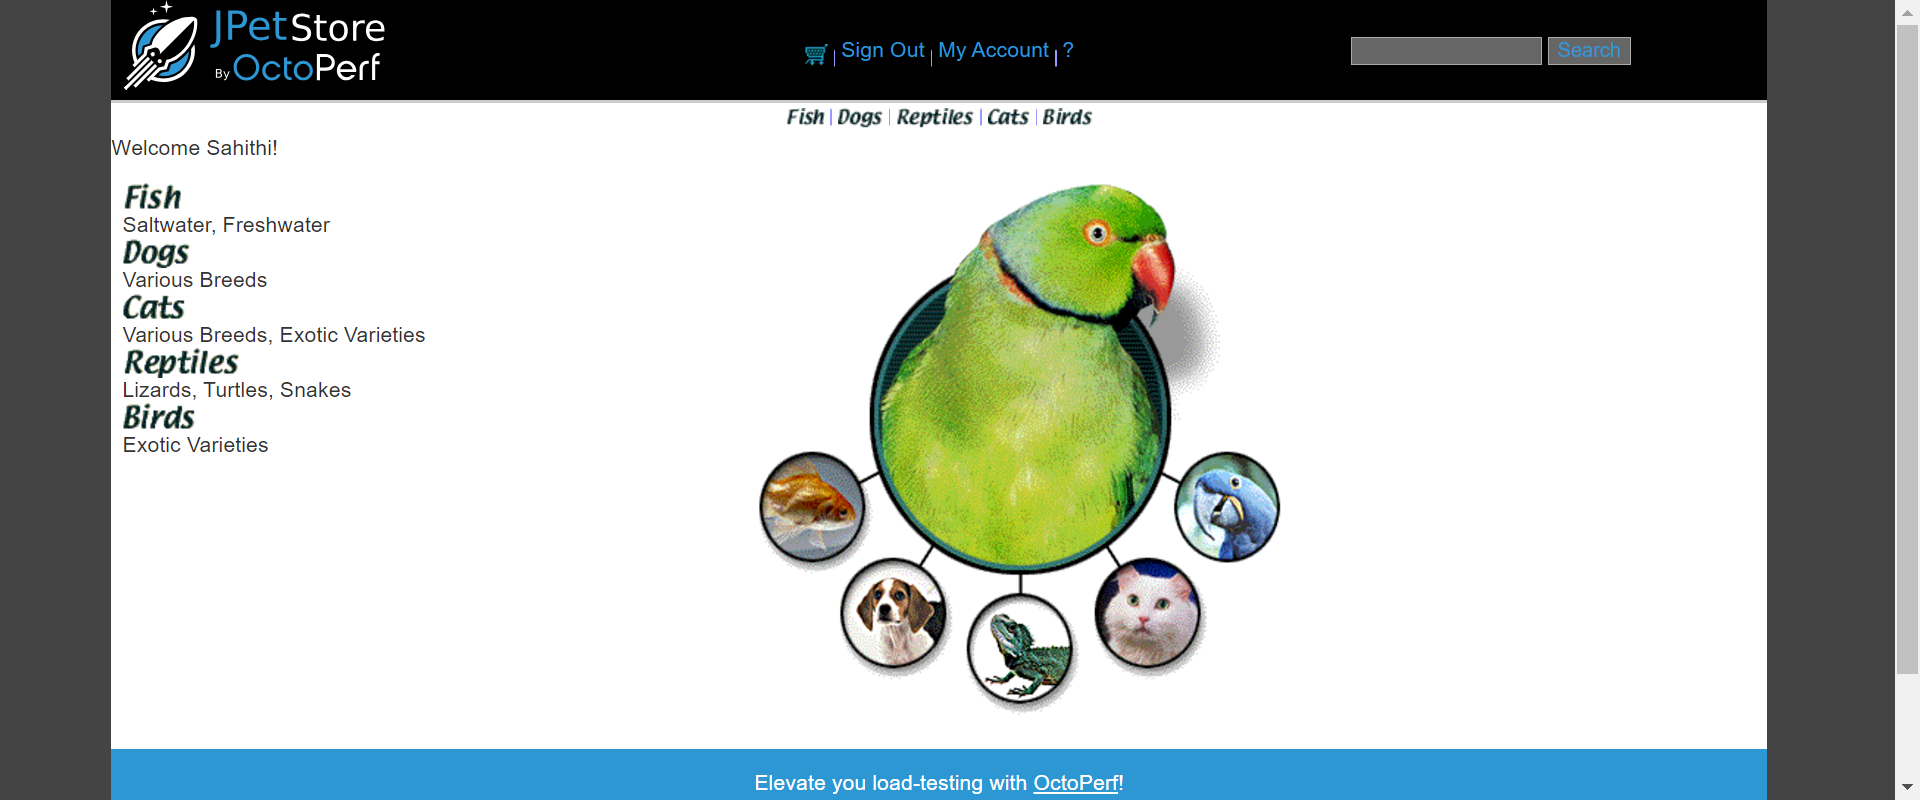 JPetStore
By OctoPerf
Sign Out My Account ?
Search
Fish Dogs Reptiles Cats Birds
Welcome Sahithi!
Fish
Saltwater, Freshwater
Dogs
Various Breeds
Cats
Various Breeds, Exotic Varieties
Reptiles
Lizards, Turtles, Snakes
Birds
Exotic Varieties
Elevate you load-testing with OctoPerf!